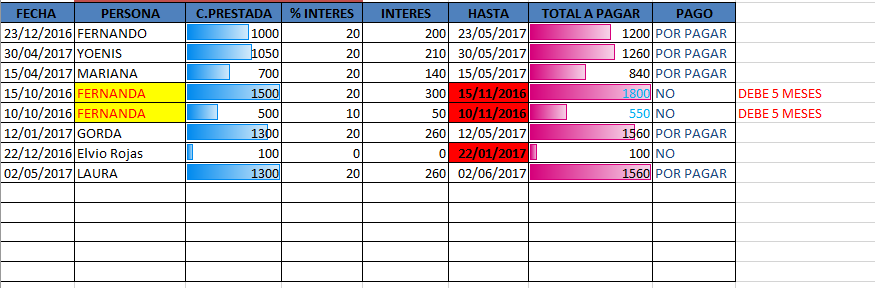 FECHA PERSONA C.PRESTADA % INTERES INTERES HASTA TOTAL A PAGAR PAGO
23/12/2016 FERNANDO 1000 20 200 23/05/2017 1200 POR PAGAR
30/04/2017 YOENIS 1050 20 210 30/05/2017 1260 POR PAGAR
15/04/2017 MARIANA 700 20 140 15/05/2017 840 POR PAGAR
15/10/2016 FERNANDA 1500 20 300 15/11/2016 1800 NO DEBE 5 MESES
10/10/2016 FERNANDA 500 10 50 10/11/2016 550 NO DEBE 5 MESES
12/01/2017 GORDA 1300 20 260 12/05/2017 1560 POR PAGAR
22/12/2016 Elvio Rojas 100 0 0 22/01/2017 100 NO
02/05/2017 LAURA 1300 20 260 02/06/2017 1560 POR PAGAR